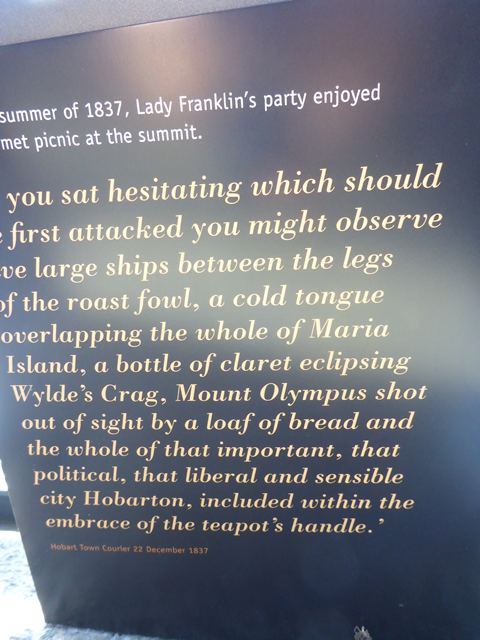 summer of 1837, Lady Franklin's party enjoyed
met picnic at the summit.
you sat hesitating which should
first attacked you might observe
ve large ships between the legs
of the roast fowl, a cold tongue
overlapping the whole of Maria
Island, a bottle of claret eclipsing
Wylde's Crag, Mount Olympus shot
out of sight by a loaf of bread and
the whole of that important, that
political, that liberal and sensible
city Hobarton, included within the
embrace of the teapot's handle.'
Hobart Town Courier 22 December 1837